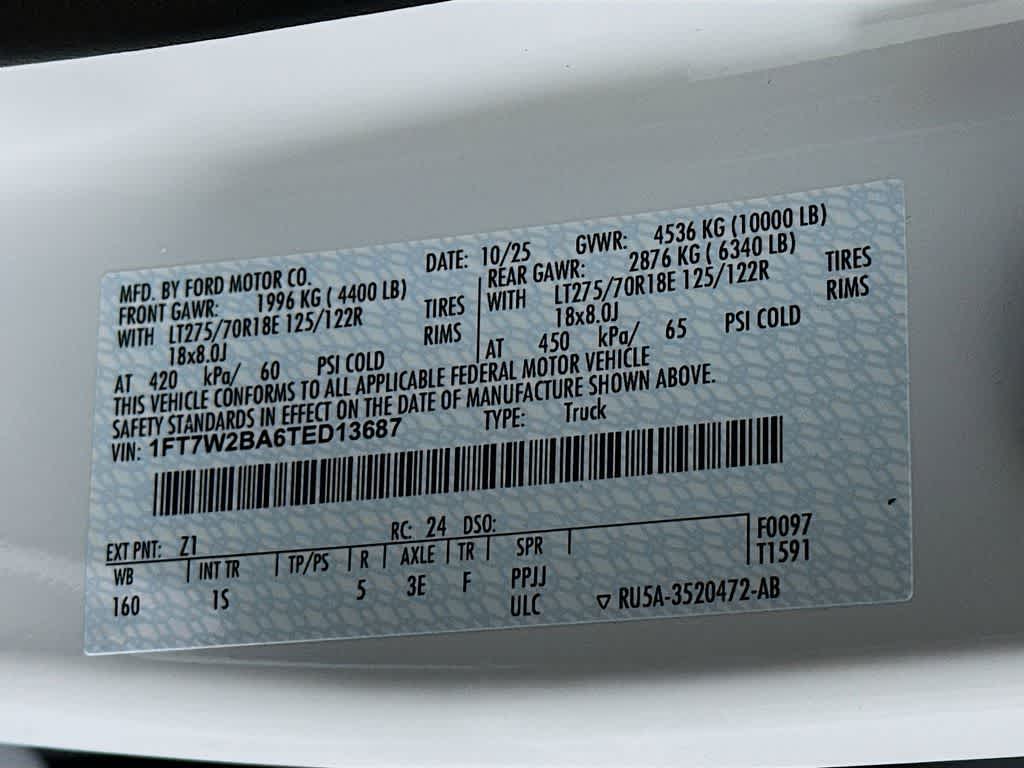 MFD. BY FORD MOTOR CO. DATE: 10/25 GVWR: 4536 KG (10000 LB)
FRONT GAWR: 1996 KG ( 4400 LB) REAR GAWR: 2876 KG ( 6340 LB)
WITH LT275/70R18E 125/122R TIRES WITH LT275/70R18E 125/122R TIRES
18x8.0J RIMS 18x8.0J RIMS
AT 420 kPa/ 60 PSI COLD AT 450 kPa/ 65 PSI COLD
THIS VEHICLE CONFORMS TO ALL APPLICABLE FEDERAL MOTOR VEHICLE
SAFETY STANDARDS IN EFFECT ON THE DATE OF MANUFACTURE SHOWN ABOVE.
VIN: 1FT7W2BA6TED13687 TYPE: Truck
EXT PNT: Z1 RC: 24 DSO: F0097
WB INT TR TP/PS R AXLE TR SPR T1591
160 1S 5 3E F PPJJ
ULC ▽ RU5A-3520472-AB